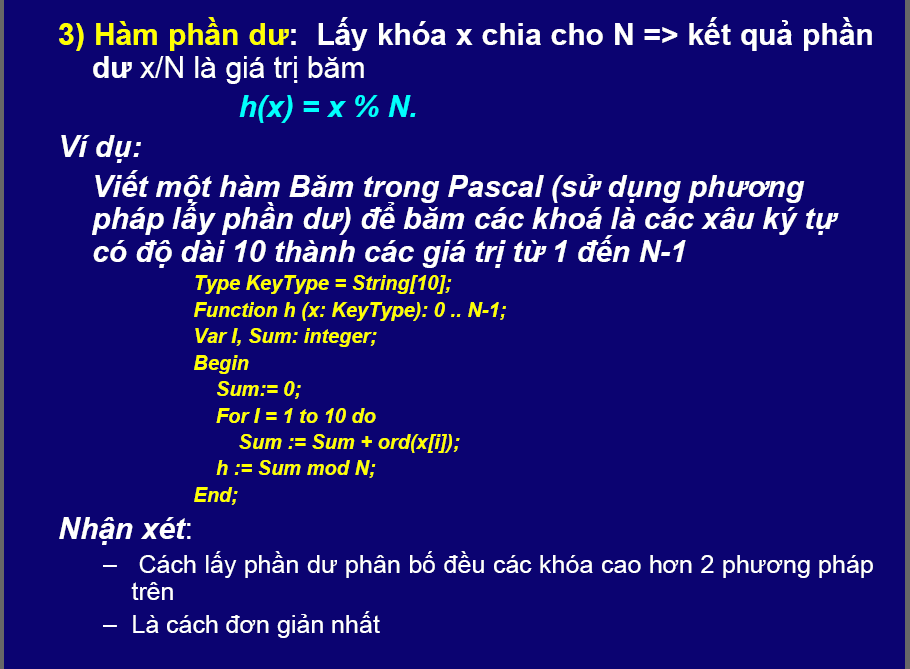 3) Hàm phần dư: Lấy khóa x chia cho N => kết quả phần
dư x/N là giá trị băm
h(x) = x % N.
Ví dụ:
Viết một hàm Băm trong Pascal (sử dụng phương
pháp lấy phần dư) để băm các khoá là các xâu ký tự
có độ dài 10 thành các giá trị từ 1 đến N-1
Type KeyType = String[10];
Function h (x: KeyType): 0 .. N-1;
Var I, Sum: integer;
Begin
Sum:= 0;
For I = 1 to 10 do
Sum := Sum + ord(x[i]);
h := Sum mod N;
End;
Nhận xét:
– Cách lấy phần dư phân bố đều các khóa cao hơn 2 phương pháp
trên
– Là cách đơn giản nhất